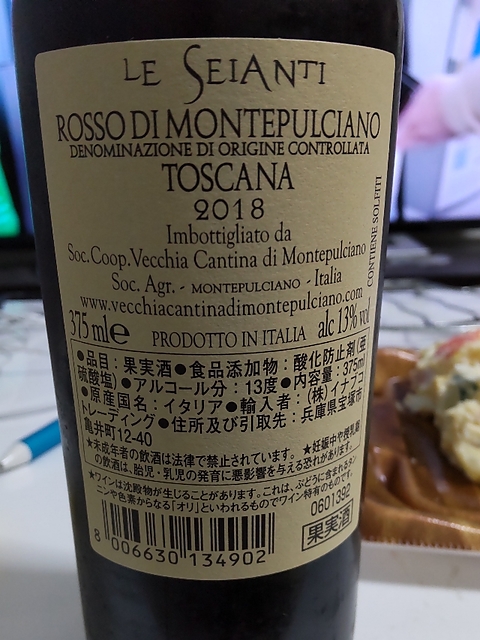 LE SEIANTI
ROSSO DI MONTEPULCIANO
DENOMINAZIONE DI ORIGINE CONTROLLATA
TOSCANA
2018
Imbottigliato da
Soc.Coop.Vecchia Cantina di Montepulciano
Soc. Agr. - MONTEPULCIANO - Italia
www.vecchiacantinadimontepulciano.com
CONTIENE SOLFITI
375 ml e PRODOTTO IN ITALIA alc 13% vol
●品目：果実酒●食品添加物：酸化防止剤(亜
硫酸塩)●アルコール分：13度●内容量：375ml
●原産国名：イタリア●輸入者：(株)イナブコ
トレーディング●住所及び引取先：兵庫県宝塚市
亀井町12-40
★未成年者の飲酒は法律で禁止されています。★妊娠中や授乳期
の飲酒は、胎児・乳児の発育に悪影響を与える恐れがあります。
★ワインは沈殿物が生じることがあります。これは、ぶどうに含まれるタン
ニンや色素からなる「オリ」といわれるものでワイン特有のものです。
0601392
果実酒
8 006630 134902